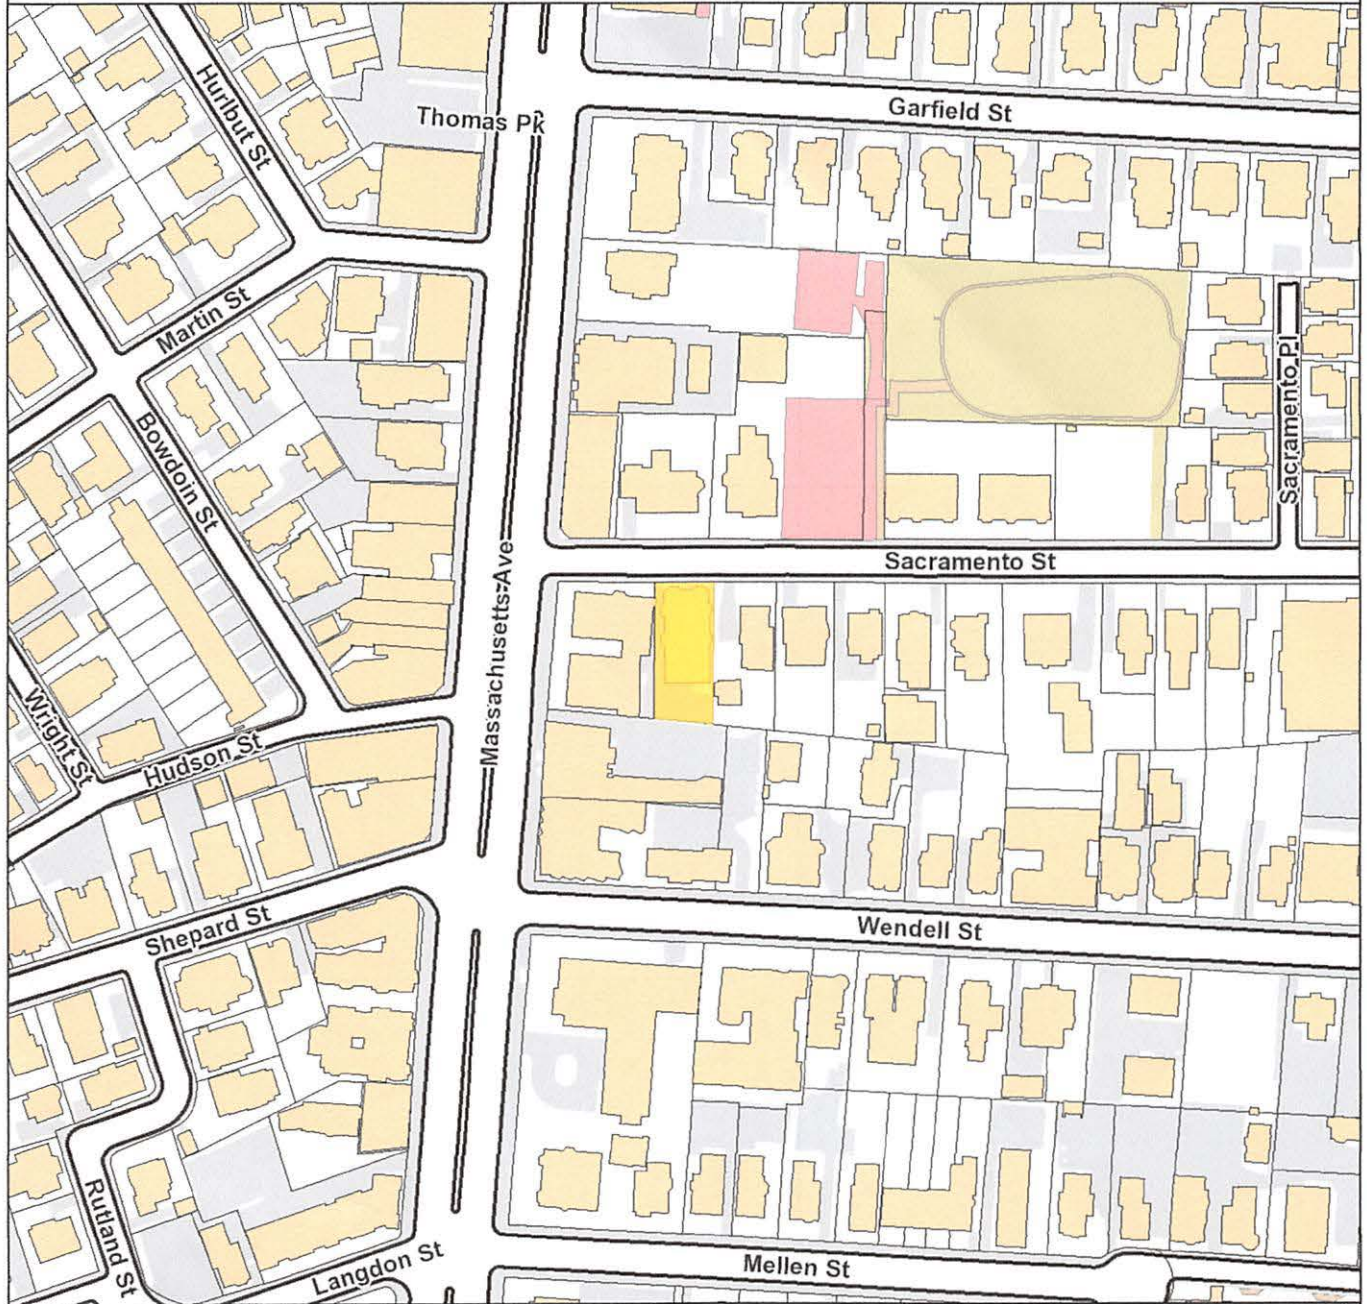 Hurlbut St
Thomas Pk
Garfield St
Martin St
Bowdoin St
Sacramento Pl
Sacramento St
Massachusetts Ave
Wright St
Hudson St
Shepard St
Wendell St
Rutland St
Langdon St
Mellen St